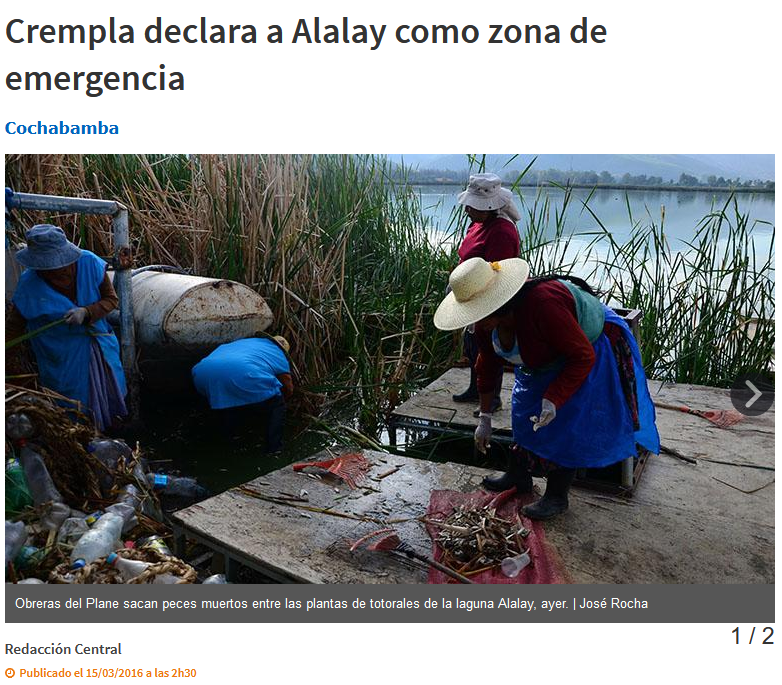 Crempla declara a Alalay como zona de
emergencia
Cochabamba
Obreras del Plane sacan peces muertos entre las plantas de totorales de la laguna Alalay, ayer. | José Rocha
1 / 2
Redacción Central
Publicado el 15/03/2016 a las 2h30